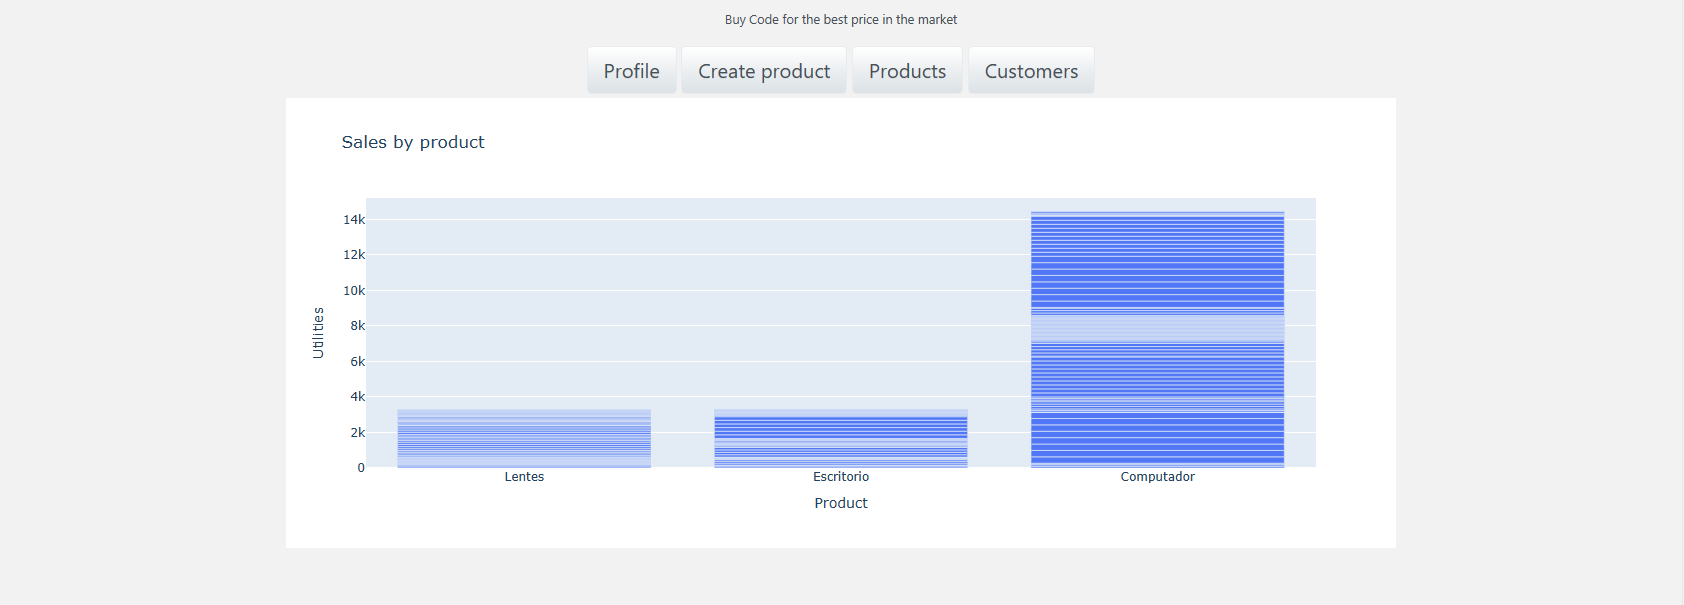 Buy Code for the best price in the market
Profile Create product Products Customers
Sales by product
14k
12k
10k
8k
6k
4k
2k
0
Utilities
Lentes Escritorio Computador
Product